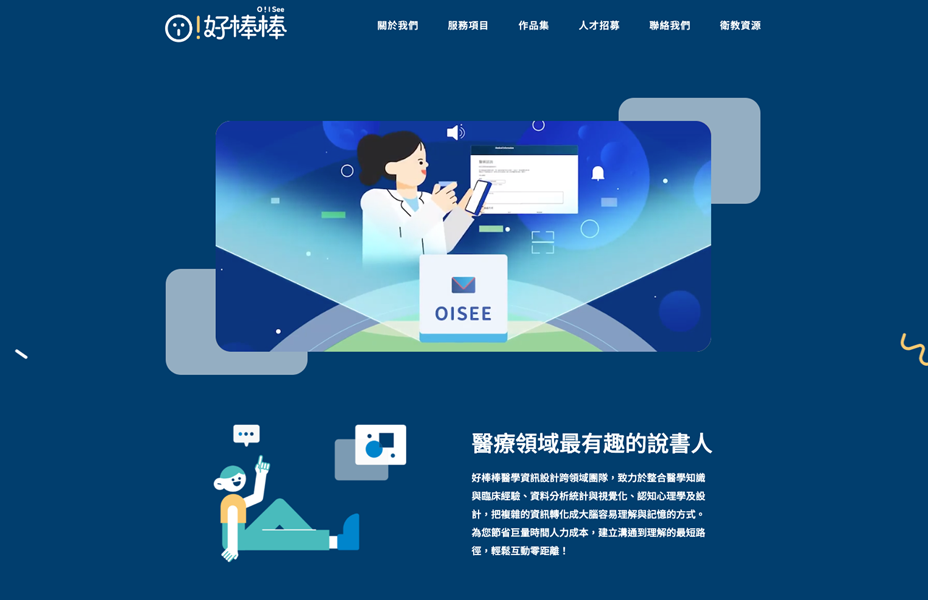 O ! I See
O!好棒棒
關於我們
服務項目
作品集
人才招募
聯絡我們
衛教資源
OISEE
醫療領域最有趣的說書人
好棒棒醫學資訊設計跨領域團隊，致力於整合醫學知識
與臨床經驗、資料分析統計與視覺化、認知心理學及設
計，把複雜的資訊轉化成大腦容易理解與記憶的方式。
為您節省巨量時間人力成本，建立溝通到理解的最短路
徑，輕鬆互動零距離！